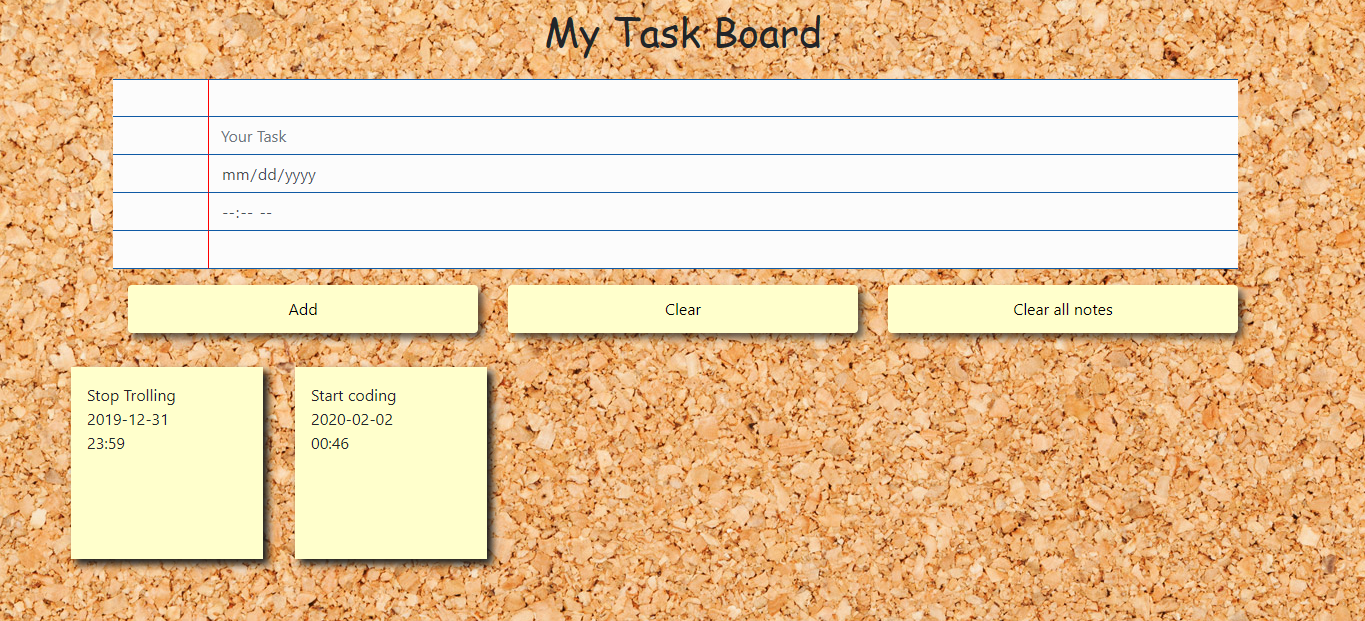 My Task Board
Your Task
mm/dd/yyyy
--:-- --
Add
Clear
Clear all notes
Stop Trolling
2019-12-31
23:59
Start coding
2020-02-02
00:46